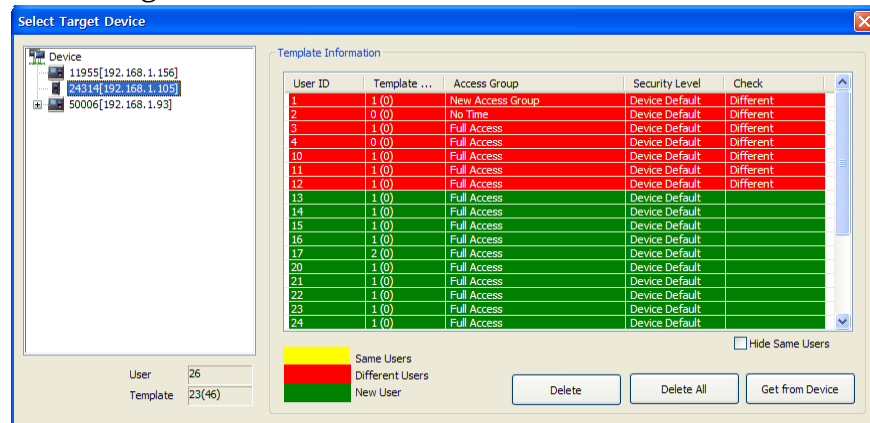 Select Target Device
Device
11955[192.168.1.156]
24314[192.168.1.105]
50006[192.168.1.93]
User 26
Template 23(46)
Template Information
User ID Template ... Access Group Security Level Check
1 1 (0) New Access Group Device Default Different
2 0 (0) No Time Device Default Different
3 1 (0) Full Access Device Default Different
4 0 (0) Full Access Device Default Different
10 1 (0) Full Access Device Default Different
11 1 (0) Full Access Device Default Different
12 1 (0) Full Access Device Default Different
13 1 (0) Full Access Device Default
14 1 (0) Full Access Device Default
15 1 (0) Full Access Device Default
16 1 (0) Full Access Device Default
17 2 (0) Full Access Device Default
20 1 (0) Full Access Device Default
21 1 (0) Full Access Device Default
22 1 (0) Full Access Device Default
23 1 (0) Full Access Device Default
24 1 (0) Full Access Device Default
Hide Same Users
Same Users
Different Users
New User
Delete Delete All Get from Device